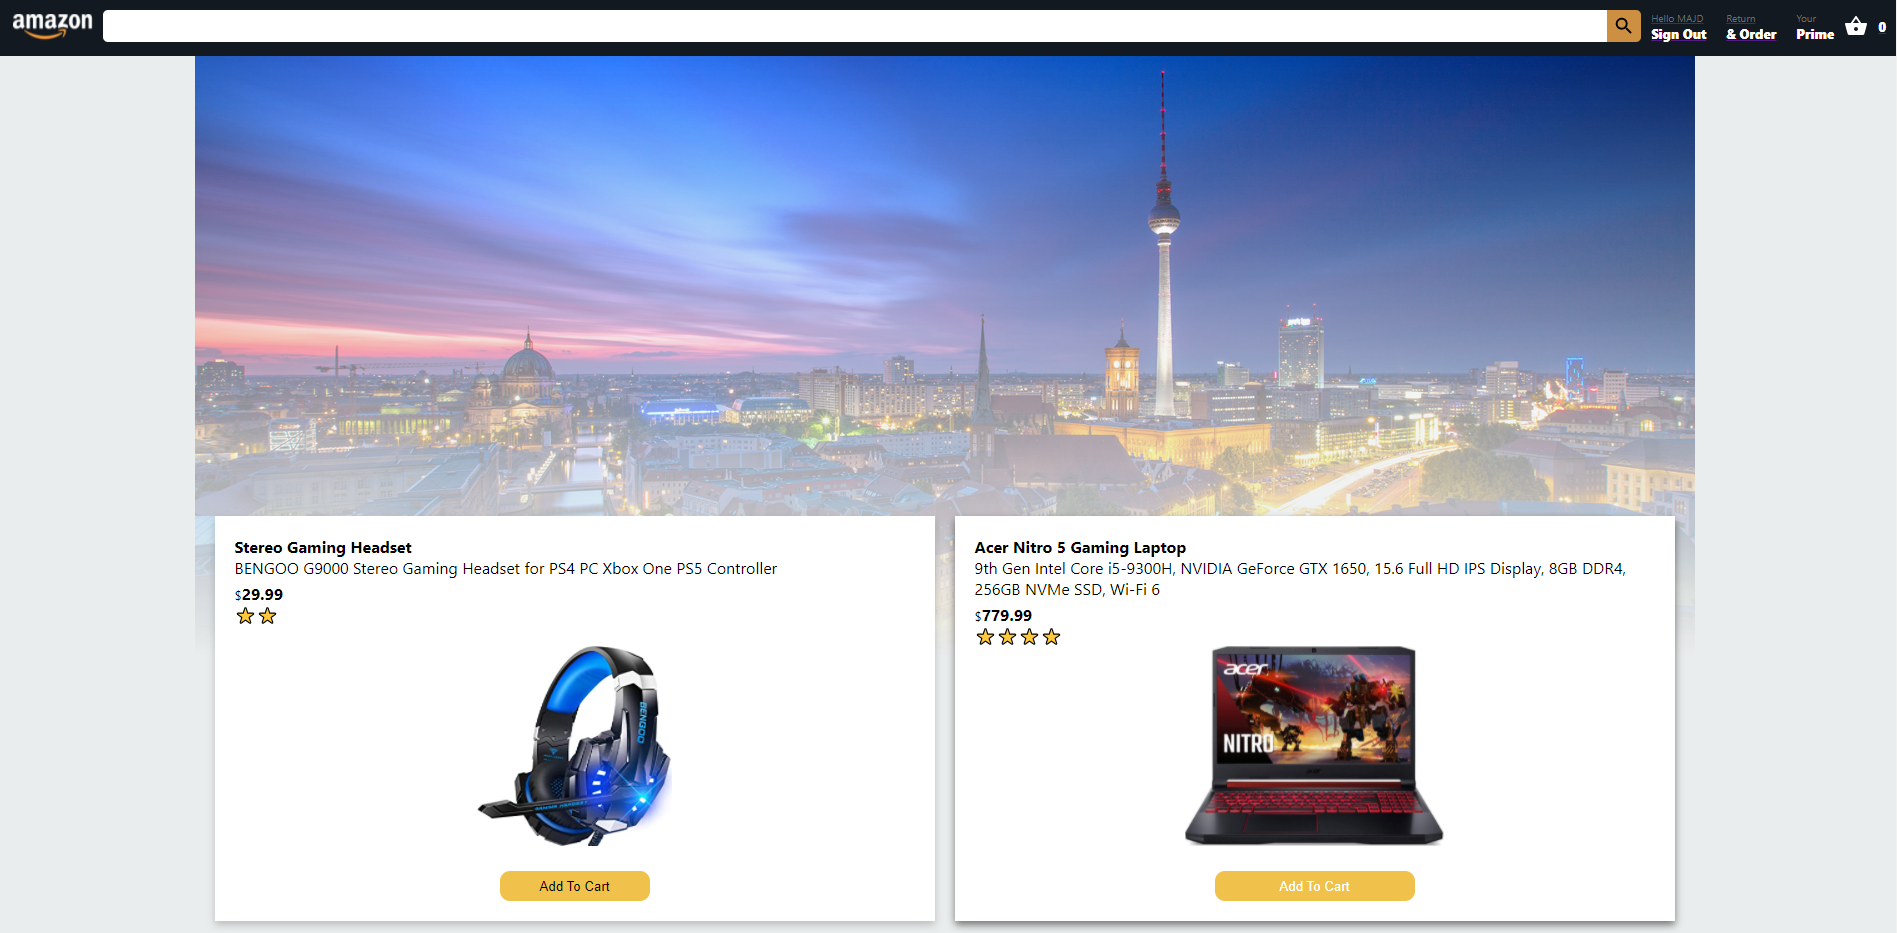 amazon
Hello MAJD
Sign Out
Return
& Order
Your
Prime
0
Stereo Gaming Headset
BENGOO G9000 Stereo Gaming Headset for PS4 PC Xbox One PS5 Controller
$29.99
BENGOO
Add To Cart
Acer Nitro 5 Gaming Laptop
9th Gen Intel Core i5-9300H, NVIDIA GeForce GTX 1650, 15.6 Full HD IPS Display, 8GB DDR4,
256GB NVMe SSD, Wi-Fi 6
$779.99
acer
NITRO
Add To Cart